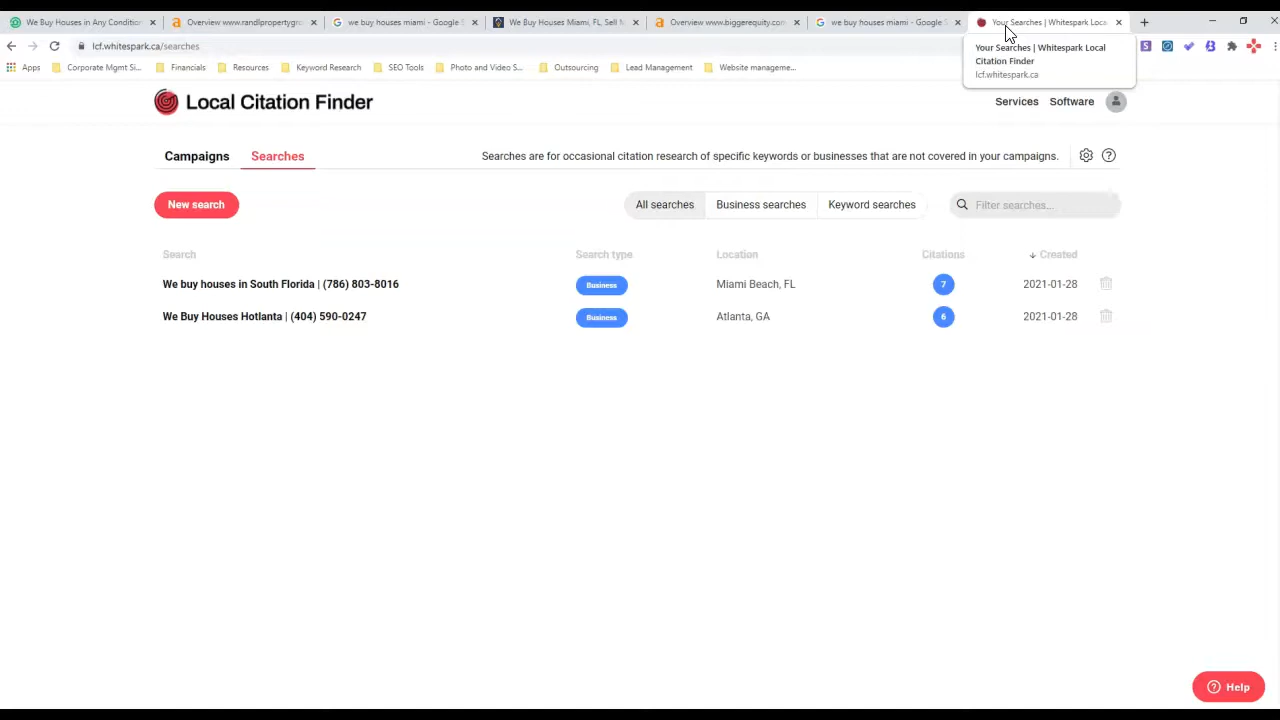 We Buy Houses in Any Condition
Overview www.randlpropertygro
we buy houses miami - Google S
We Buy Houses Miami, FL, Sell N
Overview www.biggerequity.com
we buy houses miami - Google S
Your Searches | Whitespark Loca
lcf.whitespark.ca/searches
Your Searches | Whitespark Local
Citation Finder
lcf.whitespark.ca
Apps
Corporate Mgmt Si...
Financials
Resources
Keyword Research
SEO Tools
Photo and Video S...
Outsourcing
Lead Management
Website manageme...
Local Citation Finder
Services
Software
Campaigns
Searches
Searches are for occasional citation research of specific keywords or businesses that are not covered in your campaigns.
New search
All searches
Business searches
Keyword searches
Filter searches...
Search
Search type
Location
Citations
Created
We buy houses in South Florida | (786) 803-8016
Business
Miami Beach, FL
7
2021-01-28
We Buy Houses Hotlanta | (404) 590-0247
Business
Atlanta, GA
6
2021-01-28
Help